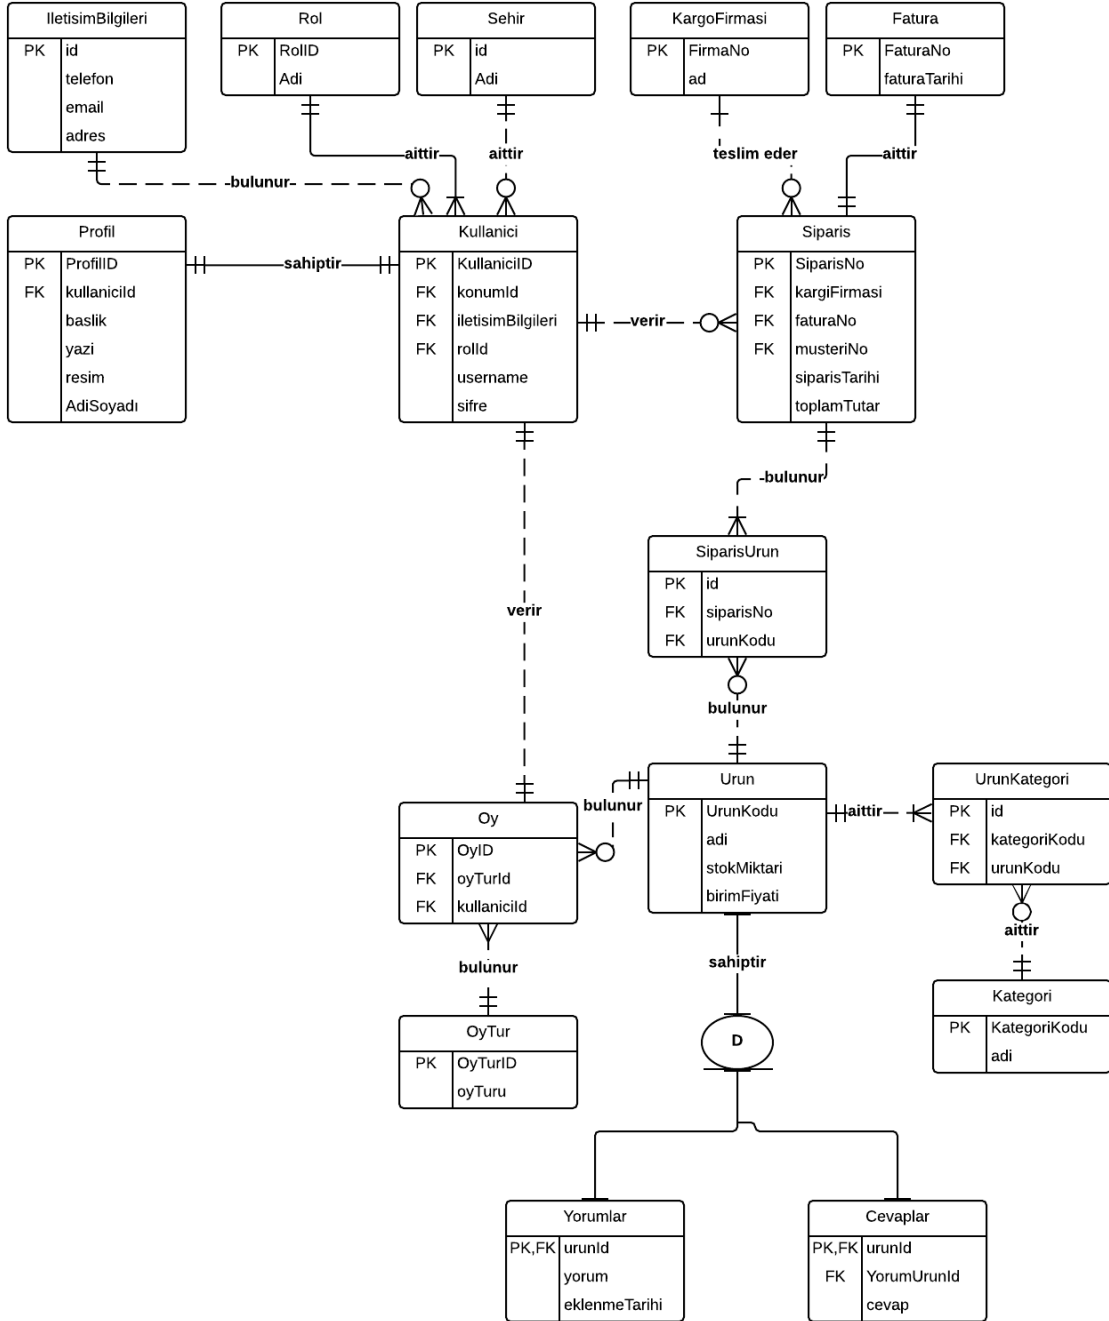 IletisimBilgileri
PK id
telefon
email
adres
Rol
PK RolID
Adi
Sehir
PK id
Adi
KargoFirmasi
PK FirmaNo
ad
Fatura
PK FaturaNo
faturaTarihi
bulunur
aittir
aittir
teslim eder
aittir
Profil
PK ProfilID
FK kullaniciId
baslik
yazi
resim
AdiSoyadı
sahiptir
Kullanici
PK KullaniciID
FK konumId
FK iletisimBilgileri
FK rolId
username
sifre
verir
Siparis
PK SiparisNo
FK kargiFirmasi
FK faturaNo
FK musteriNo
siparisTarihi
toplamTutar
bulunur
SiparisUrun
PK id
FK siparisNo
FK urunKodu
verir
bulunur
Oy
PK OyID
FK oyTurId
FK kullaniciId
bulunur
Urun
PK UrunKodu
adi
stokMiktari
birimFiyati
aittir
UrunKategori
PK id
FK kategoriKodu
FK urunKodu
bulunur
OyTur
PK OyTurID
oyTuru
sahiptir
D
aittir
Kategori
PK KategoriKodu
adi
Yorumlar
PK,FK urunId
yorum
eklenmeTarihi
Cevaplar
PK,FK urunId
FK YorumUrunId
cevap